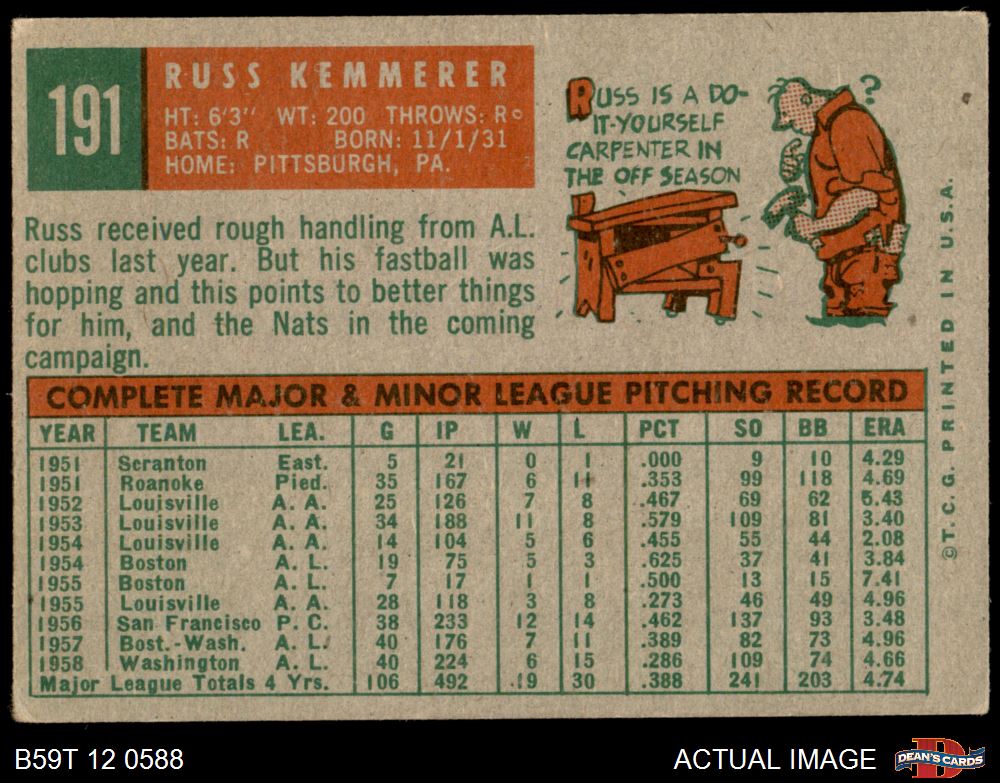 191
RUSS KEMMERER
HT: 6'3" WT: 200 THROWS: R
BATS: R BORN: 11/1/31
HOME: PITTSBURGH, PA.
RUSS IS A DO-
IT-YOURSELF
CARPENTER IN
THE OFF SEASON
?
Russ received rough handling from A.L.
clubs last year. But his fastball was
hopping and this points to better things
for him, and the Nats in the coming
campaign.
COMPLETE MAJOR & MINOR LEAGUE PITCHING RECORD
YEAR TEAM LEA. G IP W L PCT SO BB ERA
1951 Scranton East. 5 21 0 1 .000 9 10 4.29
1951 Roanoke Pied. 35 167 6 11 .353 99 118 4.69
1952 Louisville A. A. 25 126 7 8 .467 69 62 5.43
1953 Louisville A. A. 34 188 11 8 .579 109 81 3.40
1954 Louisville A. A. 14 104 5 6 .455 55 44 2.08
1954 Boston A. L. 19 75 5 3 .625 37 41 3.84
1955 Boston A. L. 7 17 1 1 .500 13 15 7.41
1955 Louisville A. A. 28 118 3 8 .273 46 49 4.96
1956 San Francisco P. C. 38 233 12 14 .462 137 93 3.48
1957 Bost.-Wash. A. L. 40 176 7 11 .389 82 73 4.96
1958 Washington A. L. 40 224 6 15 .286 109 74 4.66
Major League Totals 4 Yrs. 106 492 19 30 .388 241 203 4.74
©T.C.G. PRINTED IN U.S.A.
B59T 12 0588
ACTUAL IMAGE
D
DEAN'S CARDS